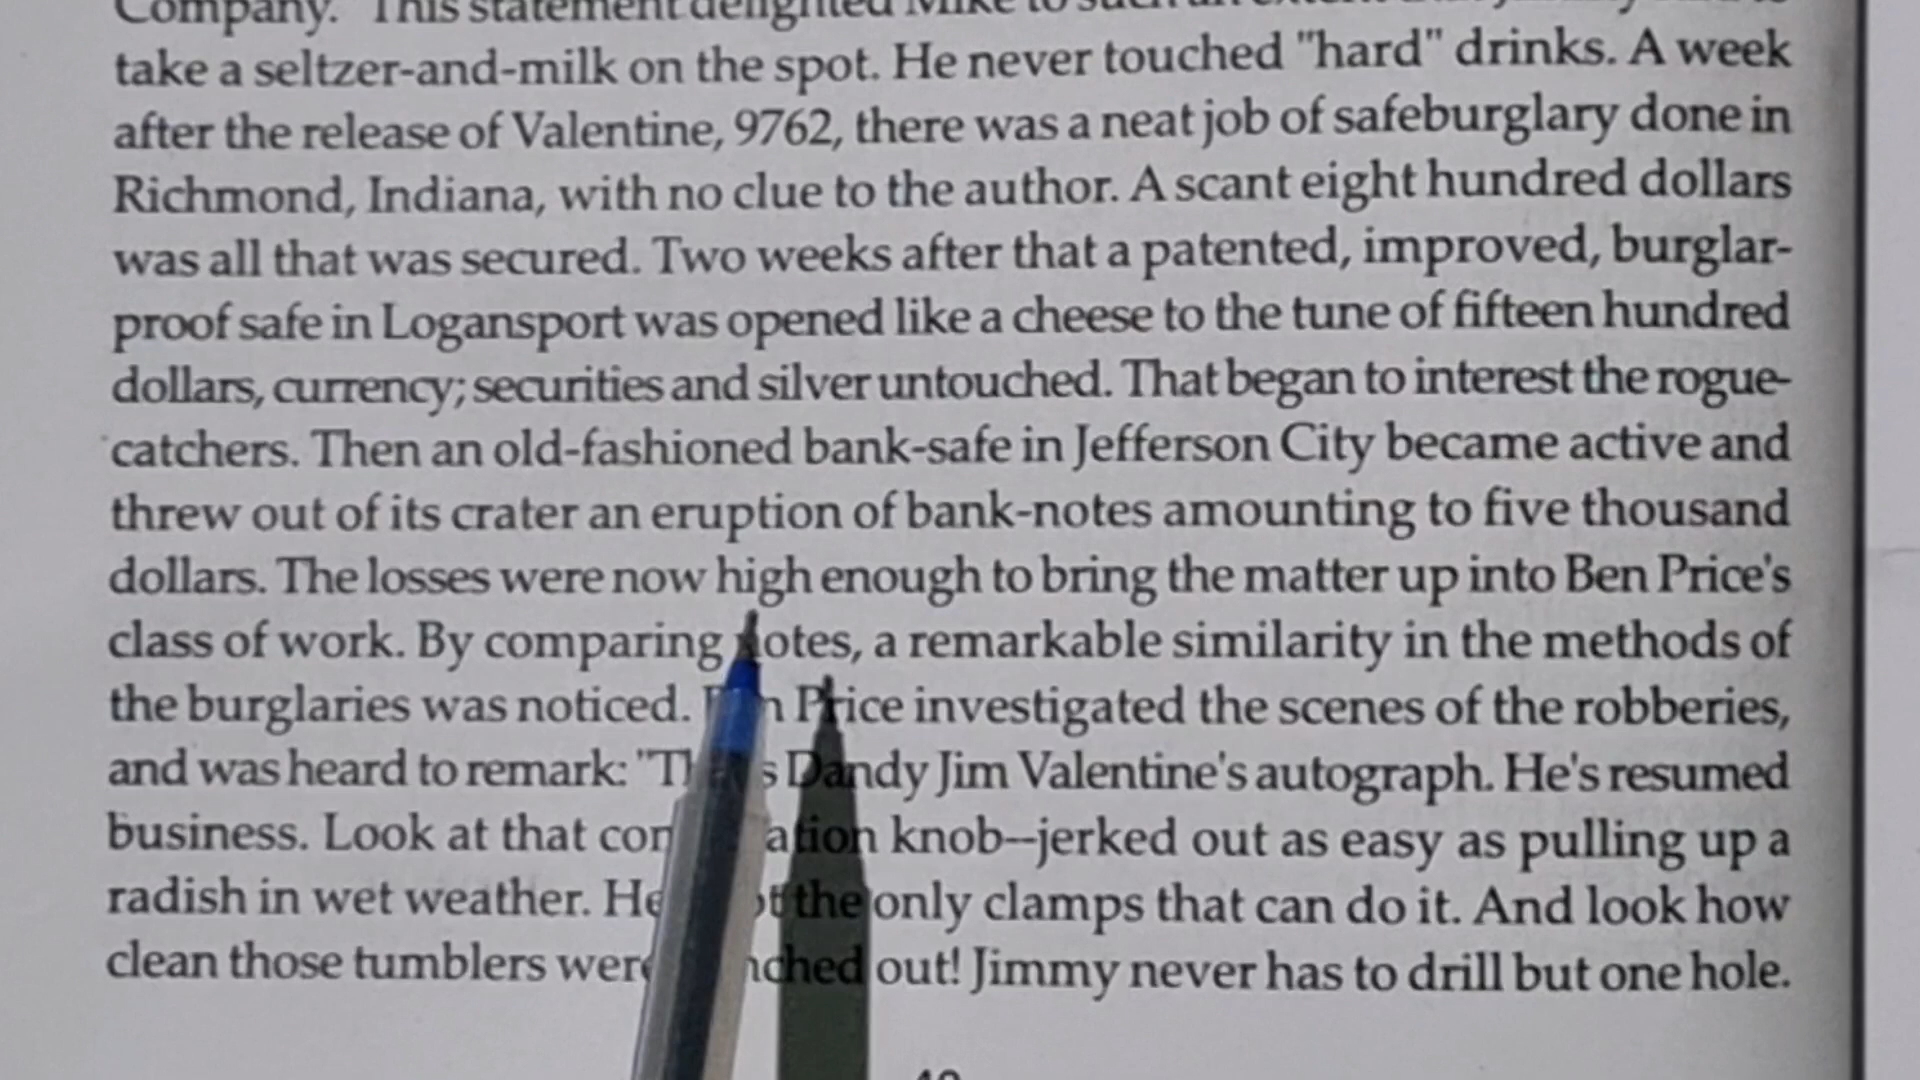 Company." This statement delighted Mike to such an extent that Jimmy had to
take a seltzer-and-milk on the spot. He never touched "hard" drinks. A week
after the release of Valentine, 9762, there was a neat job of safeburglary done in
Richmond, Indiana, with no clue to the author. A scant eight hundred dollars
was all that was secured. Two weeks after that a patented, improved, burglar-
proof safe in Logansport was opened like a cheese to the tune of fifteen hundred
dollars, currency; securities and silver untouched. That began to interest the rogue-
catchers. Then an old-fashioned bank-safe in Jefferson City became active and
threw out of its crater an eruption of bank-notes amounting to five thousand
dollars. The losses were now high enough to bring the matter up into Ben Price's
class of work. By comparing notes, a remarkable similarity in the methods of
the burglaries was noticed. Price investigated the scenes of the robberies,
and was heard to remark: Dandy Jim Valentine's autograph. He's resumed
business. Look at that knob--jerked out as easy as pulling up a
radish in wet weather. the only clamps that can do it. And look how
clean those tumblers were out! Jimmy never has to drill but one hole.